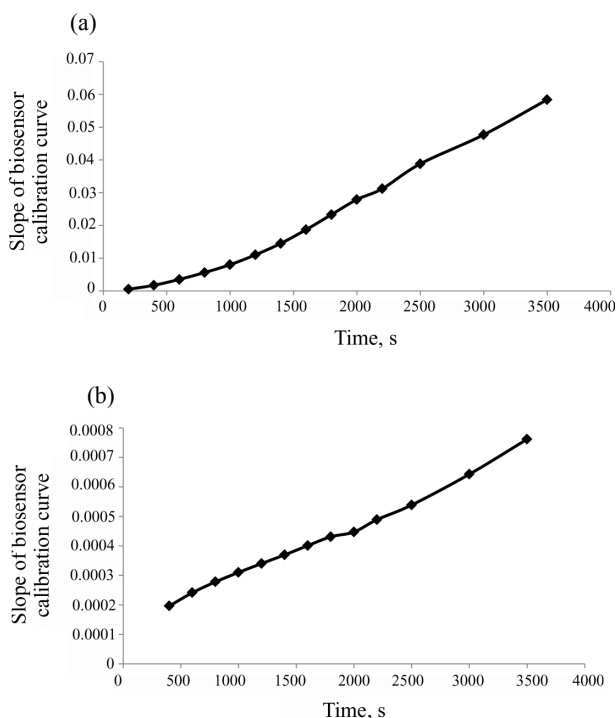 (a)
0.07
0.06
0.05
0.04
0.03
0.02
0.01
0
Slope of biosensor
calibration curve
0 500 1000 1500 2000 2500 3000 3500 4000
Time, s
(b)
0.0008
0.0007
0.0006
0.0005
0.0004
0.0003
0.0002
0.0001
0
Slope of biosensor
calibration curve
0 500 1000 1500 2000 2500 3000 3500 4000
Time, s